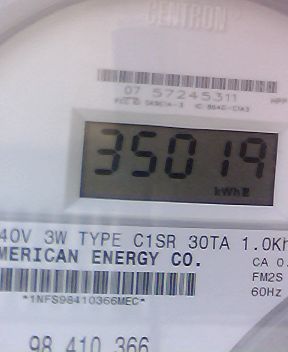 CENTRON
07 57245311
35019
kWh
40V 3W TYPE C1SR 30TA 1.0Kh
MERICAN ENERGY CO.
CA 0.
FM2S
60Hz
*1NFS98410366MEC*
98 410 366